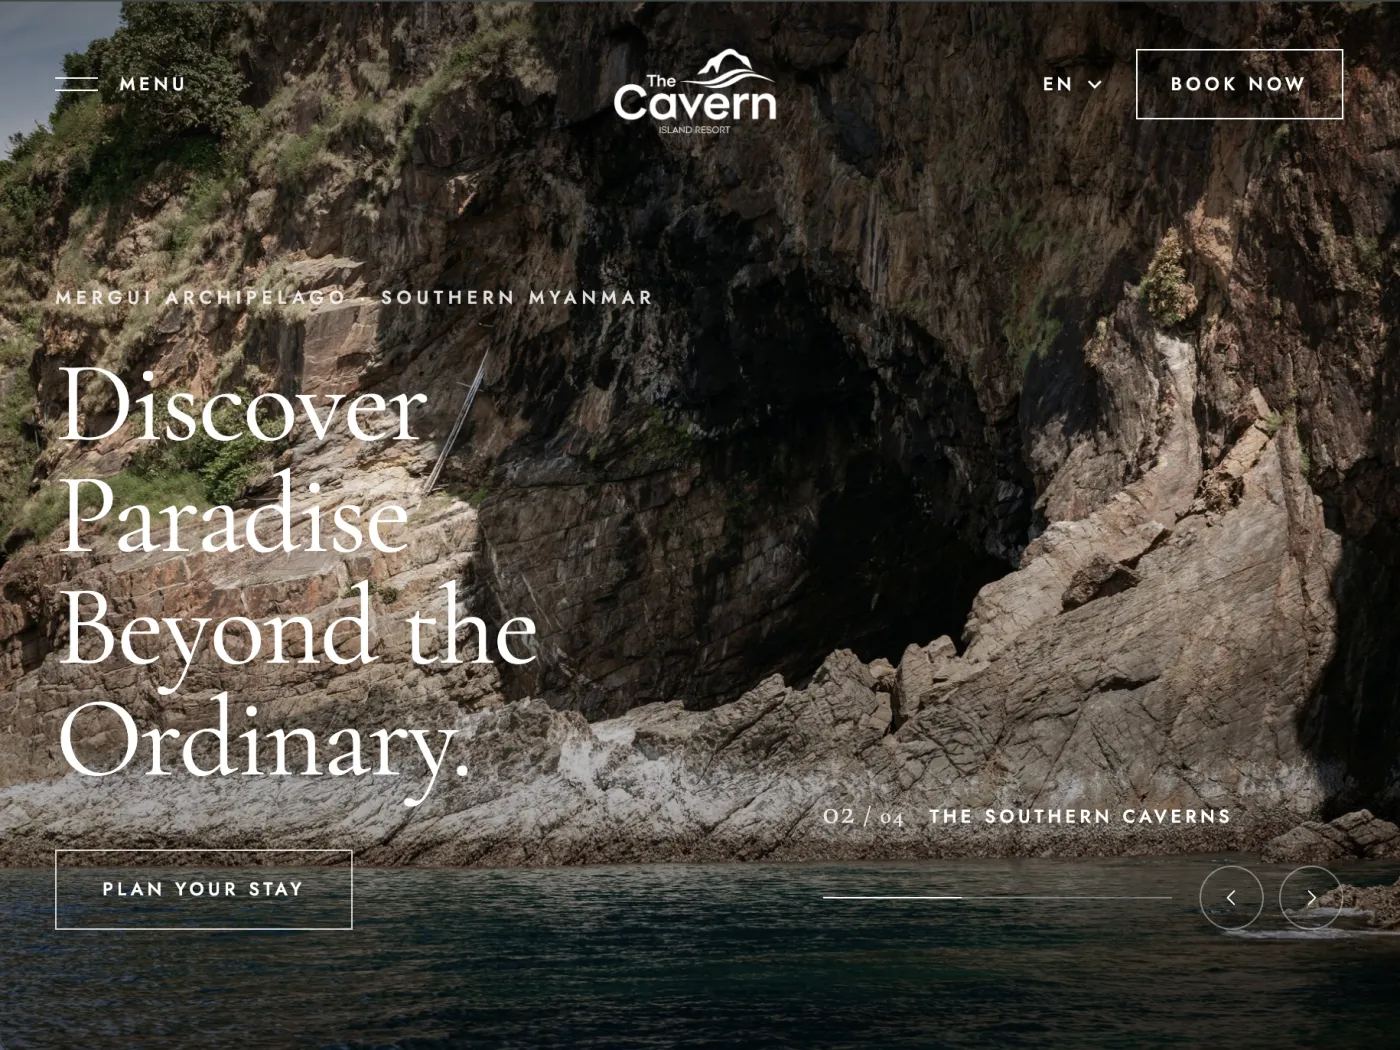 MENU
The
Cavern
ISLAND RESORT
EN
BOOK NOW
MERGUI ARCHIPELAGO · SOUTHERN MYANMAR
Discover
Paradise
Beyond the
Ordinary.
02 / 04 THE SOUTHERN CAVERNS
PLAN YOUR STAY